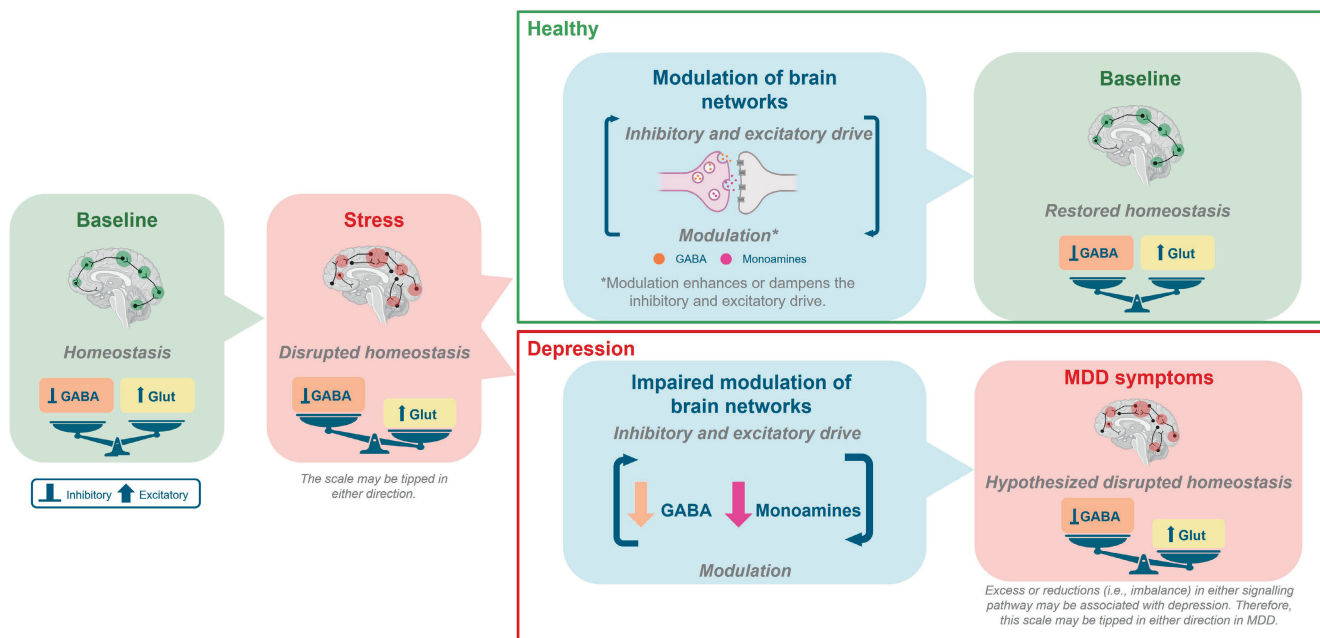 Baseline
Homeostasis
GABA
Glut
Inhibitory
Excitatory
Stress
Disrupted homeostasis
GABA
Glut
The scale may be tipped in
either direction.
Healthy
Modulation of brain
networks
Inhibitory and excitatory drive
Modulation*
GABA
Monoamines
*Modulation enhances or dampens the
inhibitory and excitatory drive.
Baseline
Restored homeostasis
GABA
Glut
Depression
Impaired modulation of
brain networks
Inhibitory and excitatory drive
GABA
Monoamines
Modulation
MDD symptoms
Hypothesized disrupted homeostasis
GABA
Glut
Excess or reductions (i.e., imbalance) in either signalling
pathway may be associated with depression. Therefore,
this scale may be tipped in either direction in MDD.